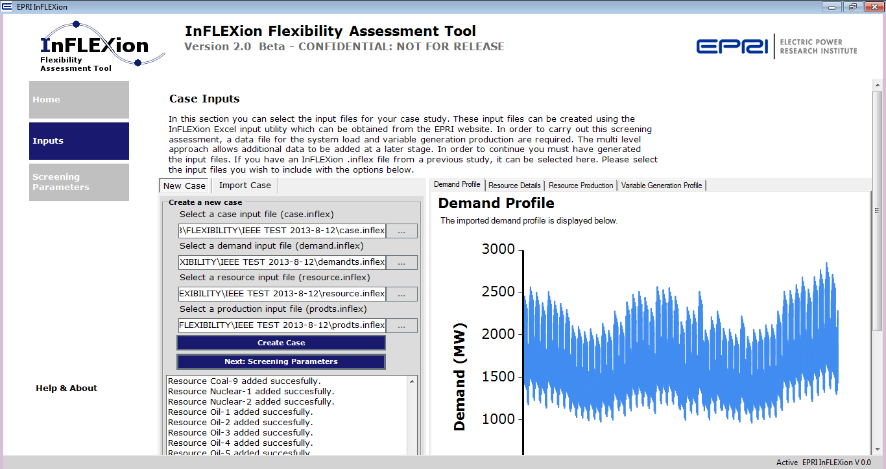 EPRI InFLEXion
InFLEXion
Flexibility
Assessment Tool
InFLEXion Flexibility Assessment Tool
Version 2.0 Beta - CONFIDENTIAL: NOT FOR RELEASE
EPRI
ELECTRIC POWER
RESEARCH INSTITUTE
Home
Inputs
Screening
Parameters
Help & About
Case Inputs
In this section you can select the input files for your case study. These input files can be created using the
InFLEXion Excel input utility which can be obtained from the EPRI website. In order to carry out this screening
assessment, a data file for the system load and variable generation production are required. The multi level
approach allows additional data to be added at a later stage. In order to continue you must have generated
the input files. If you have an InFLEXion .inflex file from a previous study, it can be selected here. Please select
the input files you wish to include with the options below.
New Case
Import Case
Create a new case
Select a case input file (case.inflex)
\FLEXIBILITY\IEEE TEST 2013-8-12\case.inflex
...
Select a demand input file (demand.inflex)
XIBILITY\IEEE TEST 2013-8-12\demandts.inflex
...
Select a resource input file (resource.inflex)
EXIBILITY\IEEE TEST 2013-8-12\resource.inflex
...
Select a production input file (prodts.inflex)
FLEXIBILITY\IEEE TEST 2013-8-12\prodts.inflex
...
Create Case
Next: Screening Parameters
Resource Coal-9 added succesfully.
Resource Nuclear-1 added succesfully.
Resource Nuclear-2 added succesfully.
Resource Oil-1 added succesfully.
Resource Oil-2 added succesfully.
Resource Oil-3 added succesfully.
Resource Oil-4 added succesfully.
Resource Oil-5 added succesfully.
Demand Profile
Resource Details
Resource Production
Variable Generation Profile
Demand Profile
The imported demand profile is displayed below.
Demand (MW)
3000
2500
2000
1500
1000
Active EPRI InFLEXion V 0.0